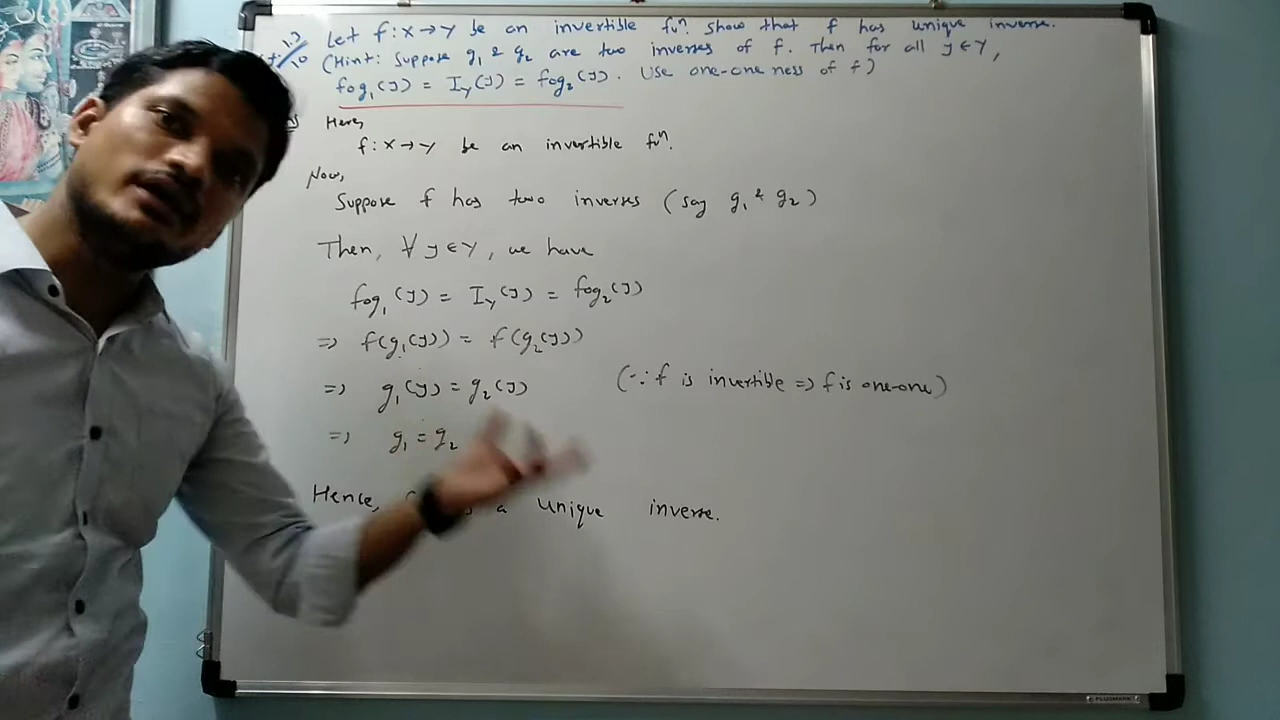 Let f : X → Y be an invertible fuⁿ. show that f has unique inverse.
(Hint: suppose g₁ & g₂ are two inverses of f. Then for all y ∈ Y,
fog₁(y) = I_Y(y) = fog₂(y). Use one-one ness of f)
Here,
f : X → Y be an invertible fuⁿ.
Now,
Suppose f has two inverses (say g₁ & g₂)
Then, ∀ y ∈ Y, we have
fog₁(y) = I_Y(y) = fog₂(y)
⇒ f(g₁(y)) = f(g₂(y))
⇒ g₁(y) = g₂(y) (∵ f is invertible ⇒ f is one-one)
⇒ g₁ = g₂
Hence, a unique inverse.